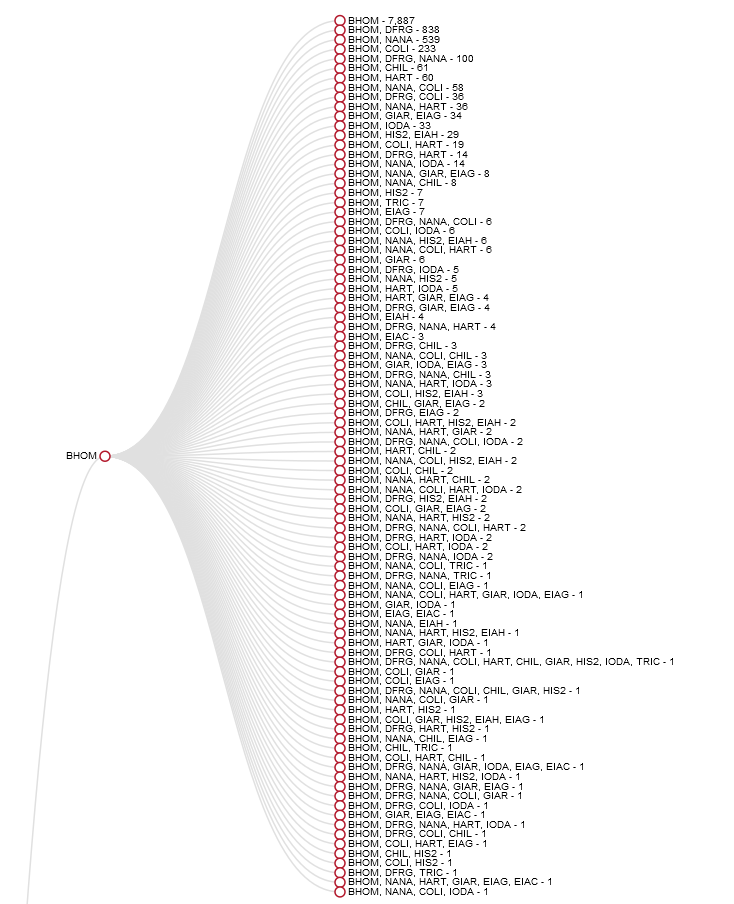 BHOM - 7,887
BHOM, DFRG - 838
BHOM, NANA - 539
BHOM, COLI - 233
BHOM, DFRG, NANA - 100
BHOM, CHIL - 61
BHOM, HART - 60
BHOM, NANA, COLI - 58
BHOM, DFRG, COLI - 36
BHOM, NANA, HART - 36
BHOM, GIAR, EIAG - 34
BHOM, IODA - 33
BHOM, HIS2, EIAH - 29
BHOM, COLI, HART - 19
BHOM, DFRG, HART - 14
BHOM, NANA, IODA - 14
BHOM, NANA, GIAR, EIAG - 8
BHOM, NANA, CHIL - 8
BHOM, HIS2 - 7
BHOM, TRIC - 7
BHOM, EIAG - 7
BHOM, DFRG, NANA, COLI - 6
BHOM, COLI, IODA - 6
BHOM, NANA, HIS2, EIAH - 6
BHOM, NANA, COLI, HART - 6
BHOM, GIAR - 6
BHOM, DFRG, IODA - 5
BHOM, NANA, HIS2 - 5
BHOM, HART, IODA - 5
BHOM, HART, GIAR, EIAG - 4
BHOM, DFRG, GIAR, EIAG - 4
BHOM, EIAH - 4
BHOM, DFRG, NANA, HART - 4
BHOM, EIAC - 3
BHOM, DFRG, CHIL - 3
BHOM, NANA, COLI, CHIL - 3
BHOM, GIAR, IODA, EIAG - 3
BHOM, DFRG, NANA, CHIL - 3
BHOM, NANA, HART, IODA - 3
BHOM, COLI, HIS2, EIAH - 3
BHOM, CHIL, GIAR, EIAG - 2
BHOM, DFRG, EIAG - 2
BHOM, COLI, HART, HIS2, EIAH - 2
BHOM, NANA, HART, GIAR - 2
BHOM, DFRG, NANA, COLI, IODA - 2
BHOM, HART, CHIL - 2
BHOM
BHOM, NANA, COLI, HIS2, EIAH - 2
BHOM, COLI, CHIL - 2
BHOM, NANA, HART, CHIL - 2
BHOM, NANA, COLI, HART, IODA - 2
BHOM, DFRG, HIS2, EIAH - 2
BHOM, COLI, GIAR, EIAG - 2
BHOM, NANA, HART, HIS2 - 2
BHOM, DFRG, NANA, COLI, HART - 2
BHOM, DFRG, HART, IODA - 2
BHOM, COLI, HART, IODA - 2
BHOM, DFRG, NANA, IODA - 2
BHOM, NANA, COLI, TRIC - 1
BHOM, DFRG, NANA, TRIC - 1
BHOM, NANA, COLI, EIAG - 1
BHOM, NANA, COLI, HART, GIAR, IODA, EIAG - 1
BHOM, GIAR, IODA - 1
BHOM, EIAG, EIAC - 1
BHOM, NANA, EIAH - 1
BHOM, NANA, HART, HIS2, EIAH - 1
BHOM, HART, GIAR, IODA - 1
BHOM, DFRG, COLI, HART - 1
BHOM, DFRG, NANA, COLI, HART, CHIL, GIAR, HIS2, IODA, TRIC - 1
BHOM, COLI, GIAR - 1
BHOM, COLI, EIAG - 1
BHOM, DFRG, NANA, COLI, CHIL, GIAR, HIS2 - 1
BHOM, NANA, COLI, GIAR - 1
BHOM, HART, HIS2 - 1
BHOM, COLI, GIAR, HIS2, EIAH, EIAG - 1
BHOM, DFRG, HART, HIS2 - 1
BHOM, NANA, CHIL, EIAG - 1
BHOM, CHIL, TRIC - 1
BHOM, COLI, HART, CHIL - 1
BHOM, DFRG, NANA, GIAR, IODA, EIAG, EIAC - 1
BHOM, NANA, HART, HIS2, IODA - 1
BHOM, DFRG, NANA, GIAR, EIAG - 1
BHOM, DFRG, NANA, COLI, GIAR - 1
BHOM, DFRG, COLI, IODA - 1
BHOM, GIAR, EIAG, EIAC - 1
BHOM, DFRG, NANA, HART, IODA - 1
BHOM, DFRG, COLI, CHIL - 1
BHOM, COLI, HART, EIAG - 1
BHOM, CHIL, HIS2 - 1
BHOM, COLI, HIS2 - 1
BHOM, DFRG, TRIC - 1
BHOM, NANA, HART, GIAR, EIAG, EIAC - 1
BHOM, NANA, COLI, IODA - 1